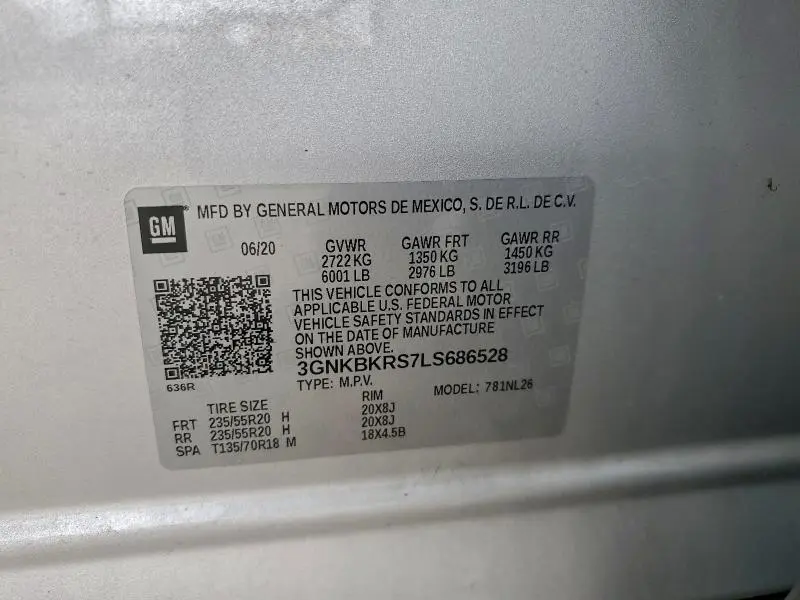 GM® MFD BY GENERAL MOTORS DE MEXICO, S. DE R.L. DE C.V.
06/20 GVWR GAWR FRT GAWR RR
2722 KG 1350 KG 1450 KG
6001 LB 2976 LB 3196 LB
THIS VEHICLE CONFORMS TO ALL
APPLICABLE U.S. FEDERAL MOTOR
VEHICLE SAFETY STANDARDS IN EFFECT
ON THE DATE OF MANUFACTURE
SHOWN ABOVE.
3GNKBKRS7LS686528
636R
TYPE: M.P.V. MODEL: 781NL26
TIRE SIZE RIM
FRT 235/55R20 H 20X8J
RR 235/55R20 H 20X8J
SPA T135/70R18 M 18X4.5B